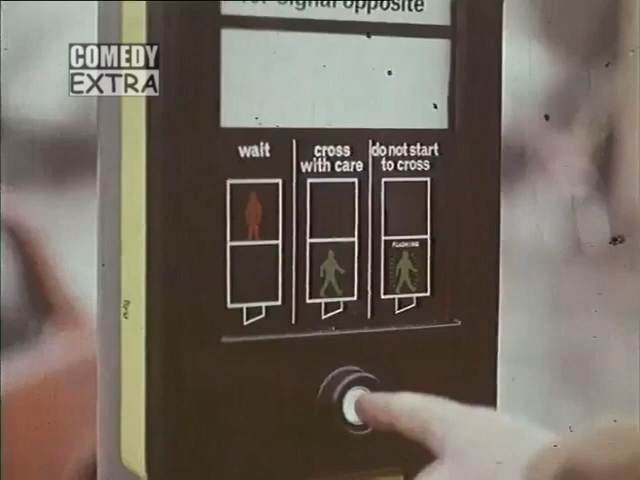 signal opposite
COMEDY
EXTRA
wait
cross
with care
do not start
to cross
FLASHING